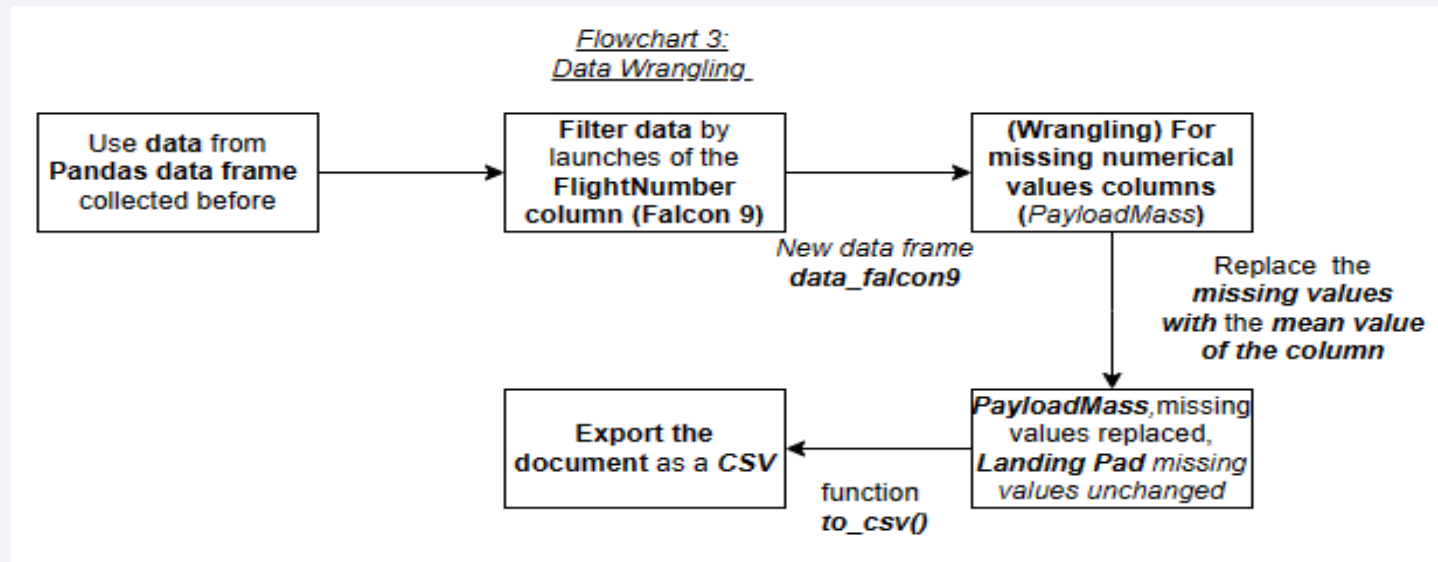 Flowchart 3:
Data Wrangling
Use data from
Pandas data frame
collected before
Filter data by
launches of the
FlightNumber
column (Falcon 9)
New data frame
data_falcon9
(Wrangling) For
missing numerical
values columns
(PayloadMass)
Replace the
missing values
with the mean value
of the column
PayloadMass,missing
values replaced,
Landing Pad missing
values unchanged
function
to_csv()
Export the
document as a CSV